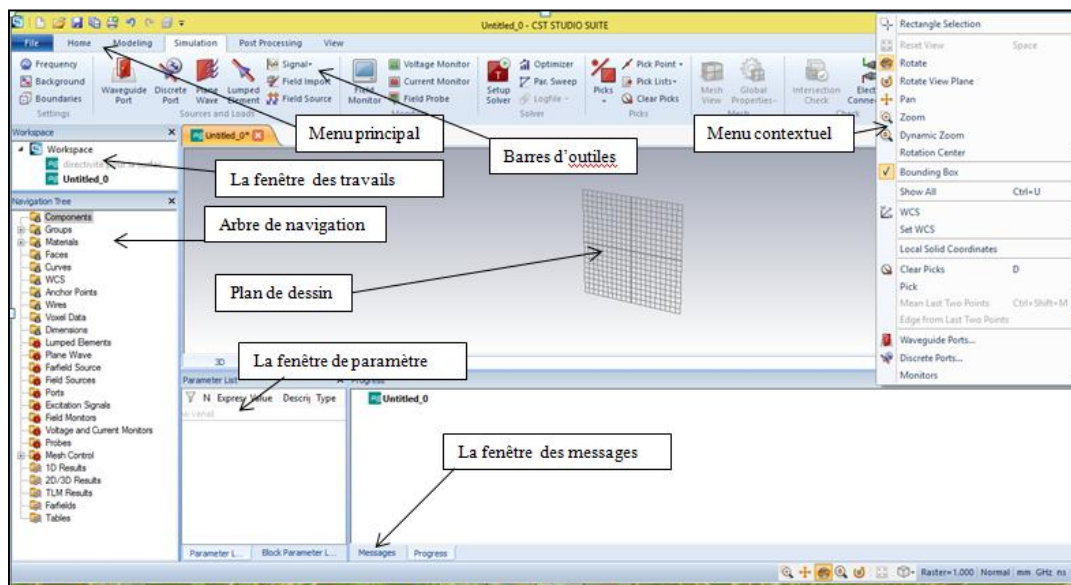 Untitled_0 - CST STUDIO SUITE
File Home Modeling Simulation Post Processing View
Frequency
Background
Boundaries
Settings
Waveguide Port
Discrete Port
Plane Wave
Lumped Element
Signal
Field Import
Field Source
Sources and Loads
Field Monitor
Voltage Monitor
Current Monitor
Field Probe
Setup Solver
Optimizer
Par. Sweep
Logfile
Solver
Picks
Pick Point
Pick Lists
Clear Picks
Picks
Mesh View
Global Properties
Mesh
Intersection Check
Check
Menu principal
Barres d'outiles
Menu contextuel
Workspace
Workspace
Untitled_0
Untitled_0*
La fenêtre des travails
Navigation Tree
Components
Groups
Materials
Faces
Curves
WCS
Anchor Points
Wires
Voxel Data
Dimensions
Lumped Elements
Plane Wave
Farfield Source
Field Sources
Ports
Excitation Signals
Field Monitors
Voltage and Current Monitors
Probes
Mesh Control
1D Results
2D/3D Results
TLM Results
Farfields
Tables
Arbre de navigation
Plan de dessin
3D
La fenêtre de paramètre
Parameter List
Progress
N Expres Value Descrij Type
Untitled_0
La fenêtre des messages
Parameter L... Block Parameter L...
Messages Progress
Rectangle Selection
Reset View Space
Rotate
Rotate View Plane
Pan
Zoom
Dynamic Zoom
Rotation Center
Bounding Box
Show All Ctrl+U
WCS
Set WCS
Local Solid Coordinates
Clear Picks D
Pick
Mean Last Two Points Ctrl+Shift+M
Edge from Last Two Points
Waveguide Ports...
Discrete Ports...
Monitors
Raster=1.000 Normal mm GHz ns